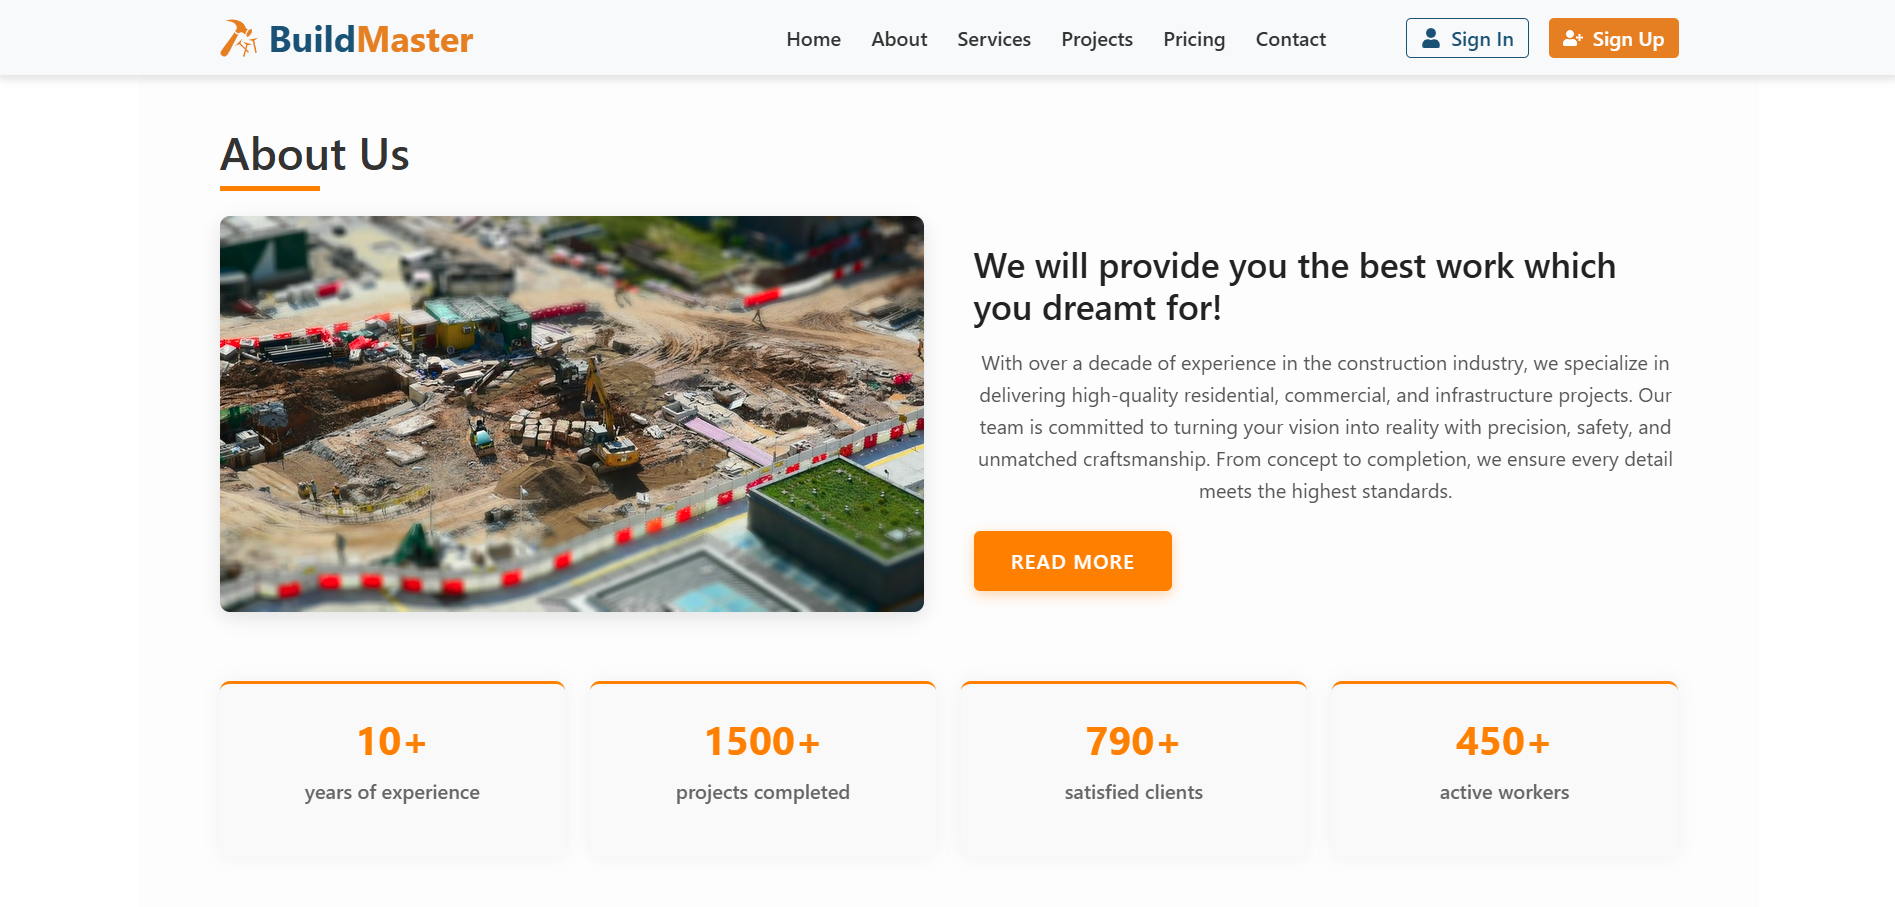 BuildMaster
Home About Services Projects Pricing Contact
Sign In
Sign Up
About Us
We will provide you the best work which
you dreamt for!
With over a decade of experience in the construction industry, we specialize in
delivering high-quality residential, commercial, and infrastructure projects. Our
team is committed to turning your vision into reality with precision, safety, and
unmatched craftsmanship. From concept to completion, we ensure every detail
meets the highest standards.
READ MORE
10+
years of experience
1500+
projects completed
790+
satisfied clients
450+
active workers